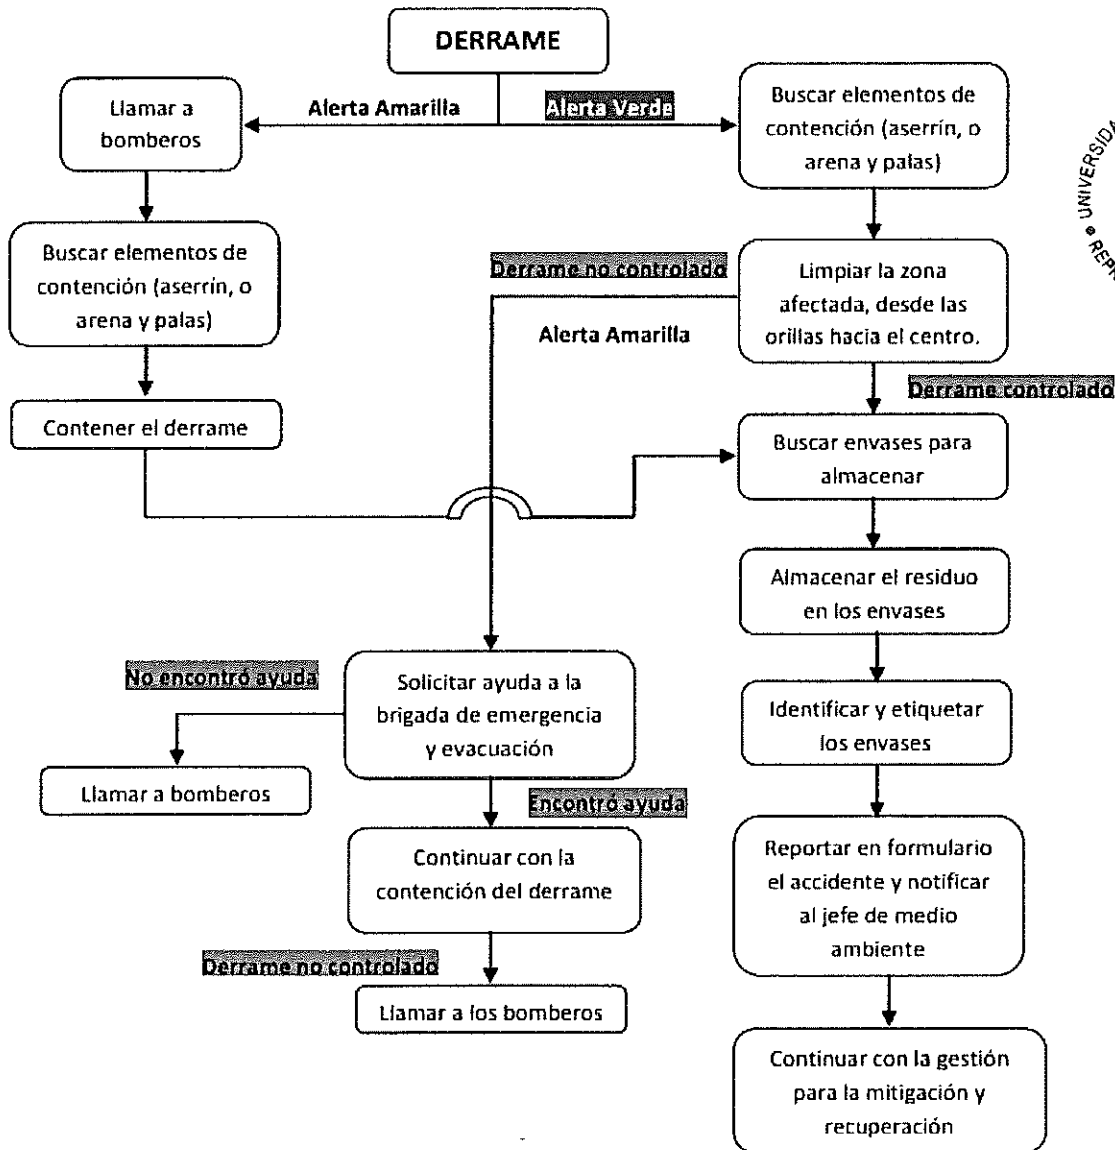 DERRAME
Llamar a
bomberos
Alerta Amarilla
Alerta Verde
Buscar elementos de
contención (aserrín, o
arena y palas)
UNIVERSIDA
Buscar elementos de
contención (aserrín, o
arena y palas)
Derrame no controlado
Limpiar la zona
afectada, desde las
orillas hacia el centro.
Alerta Amarilla
Derrame controlado
Contener el derrame
Buscar envases para
almacenar
Almacenar el residuo
en los envases
No encontró ayuda
Solicitar ayuda a la
brigada de emergencia
y evacuación
Identificar y etiquetar
los envases
Llamar a bomberos
Encontró ayuda
Continuar con la
contención del derrame
Reportar en formulario
el accidente y notificar
al jefe de medio
ambiente
Derrame no controlado
Llamar a los bomberos
Continuar con la gestión
para la mitigación y
recuperación